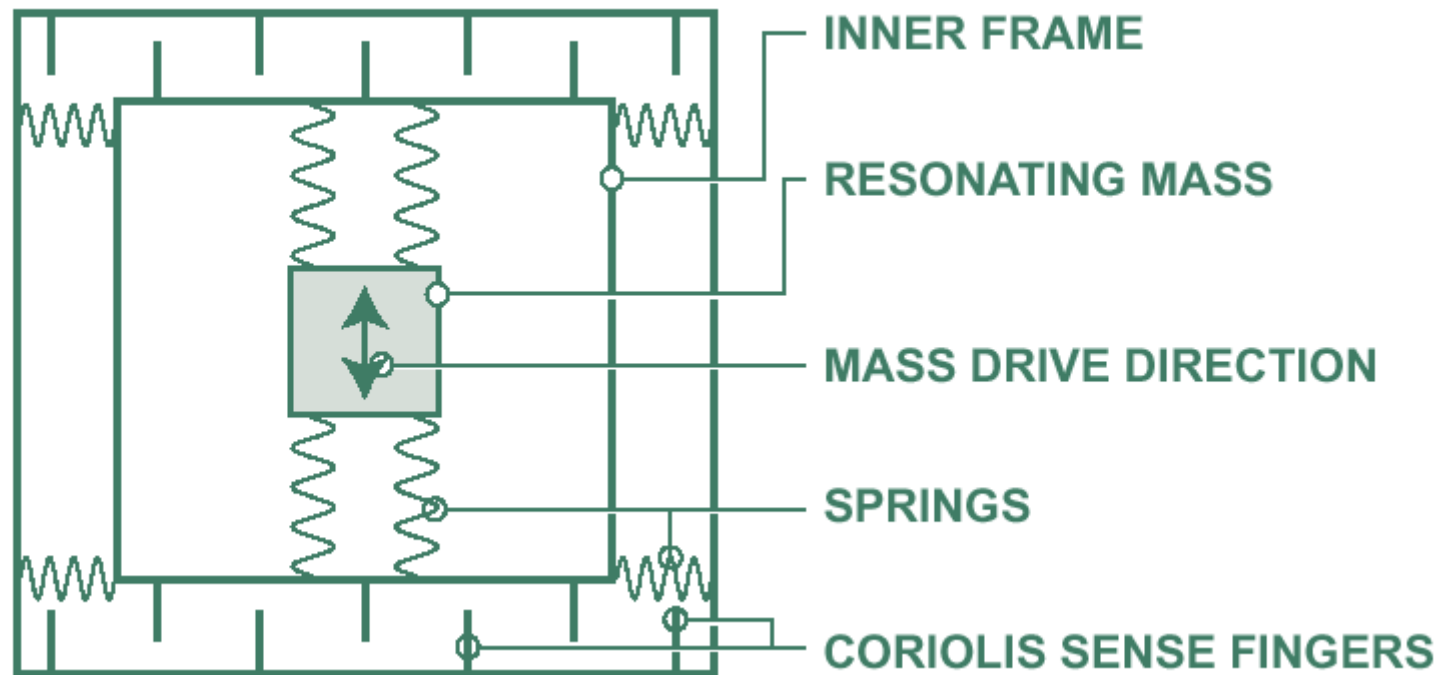 INNER FRAME
RESONATING MASS
MASS DRIVE DIRECTION
SPRINGS
CORIOLIS SENSE FINGERS